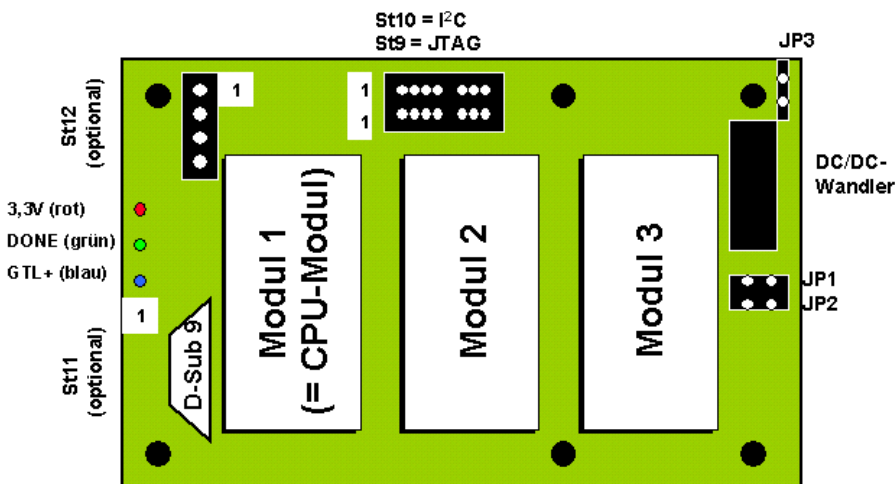 St10 = I²C
St9 = JTAG
JP3
St12
(optional)
1
1
1
DC/DC-
Wandler
3,3V (rot)
DONE (grün)
GTL+ (blau)
1
St11
(optional)
D-Sub 9
Modul 1
(= CPU-Modul)
Modul 2
Modul 3
JP1
JP2